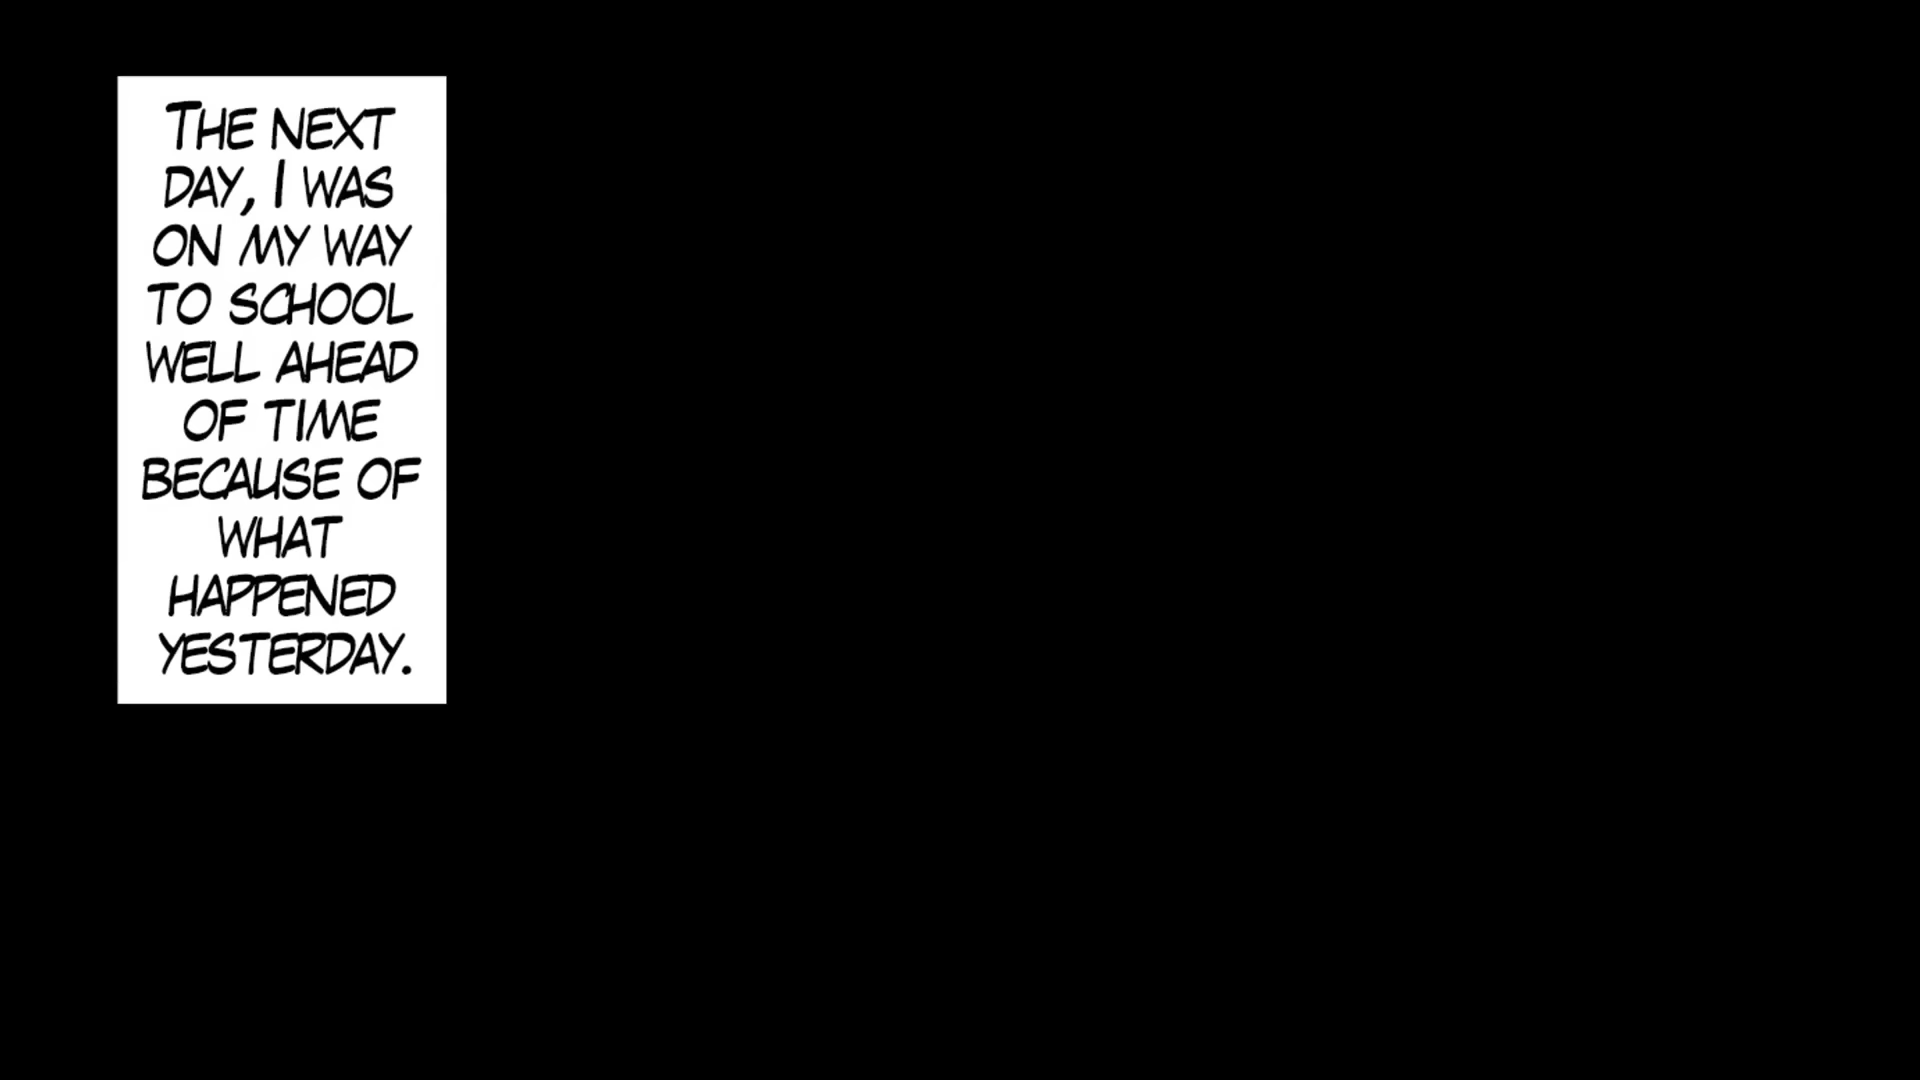 THE NEXT
DAY, I WAS
ON MY WAY
TO SCHOOL
WELL AHEAD
OF TIME
BECAUSE OF
WHAT
HAPPENED
YESTERDAY.